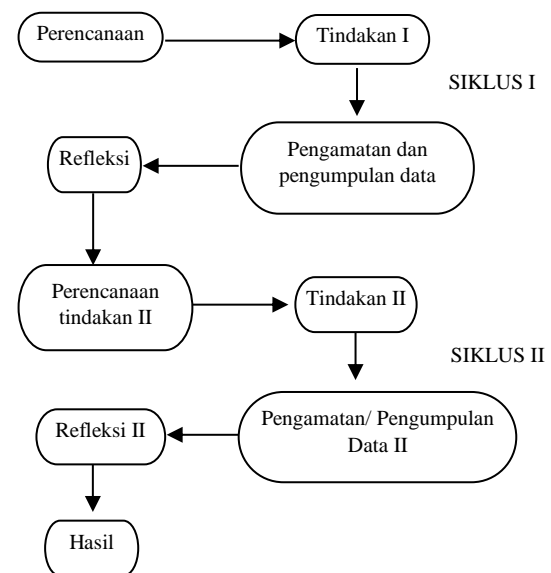 Perencanaan
Tindakan I
SIKLUS I
Pengamatan dan
pengumpulan data
Refleksi
Perencanaan
tindakan II
Tindakan II
SIKLUS II
Pengamatan/ Pengumpulan
Data II
Refleksi II
Hasil